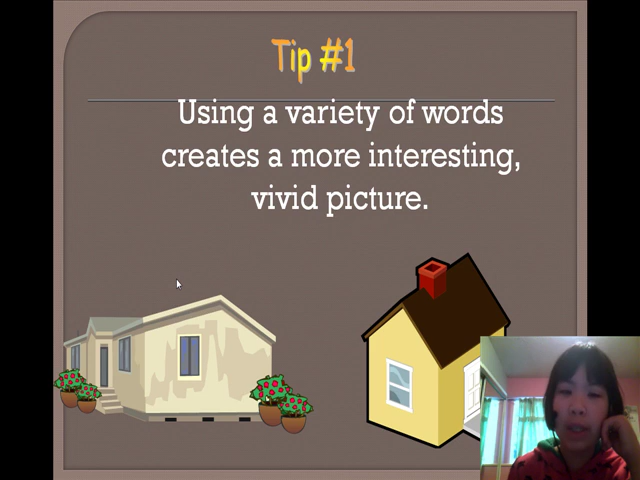 Tip #1
Using a variety of words
creates a more interesting,
vivid picture.